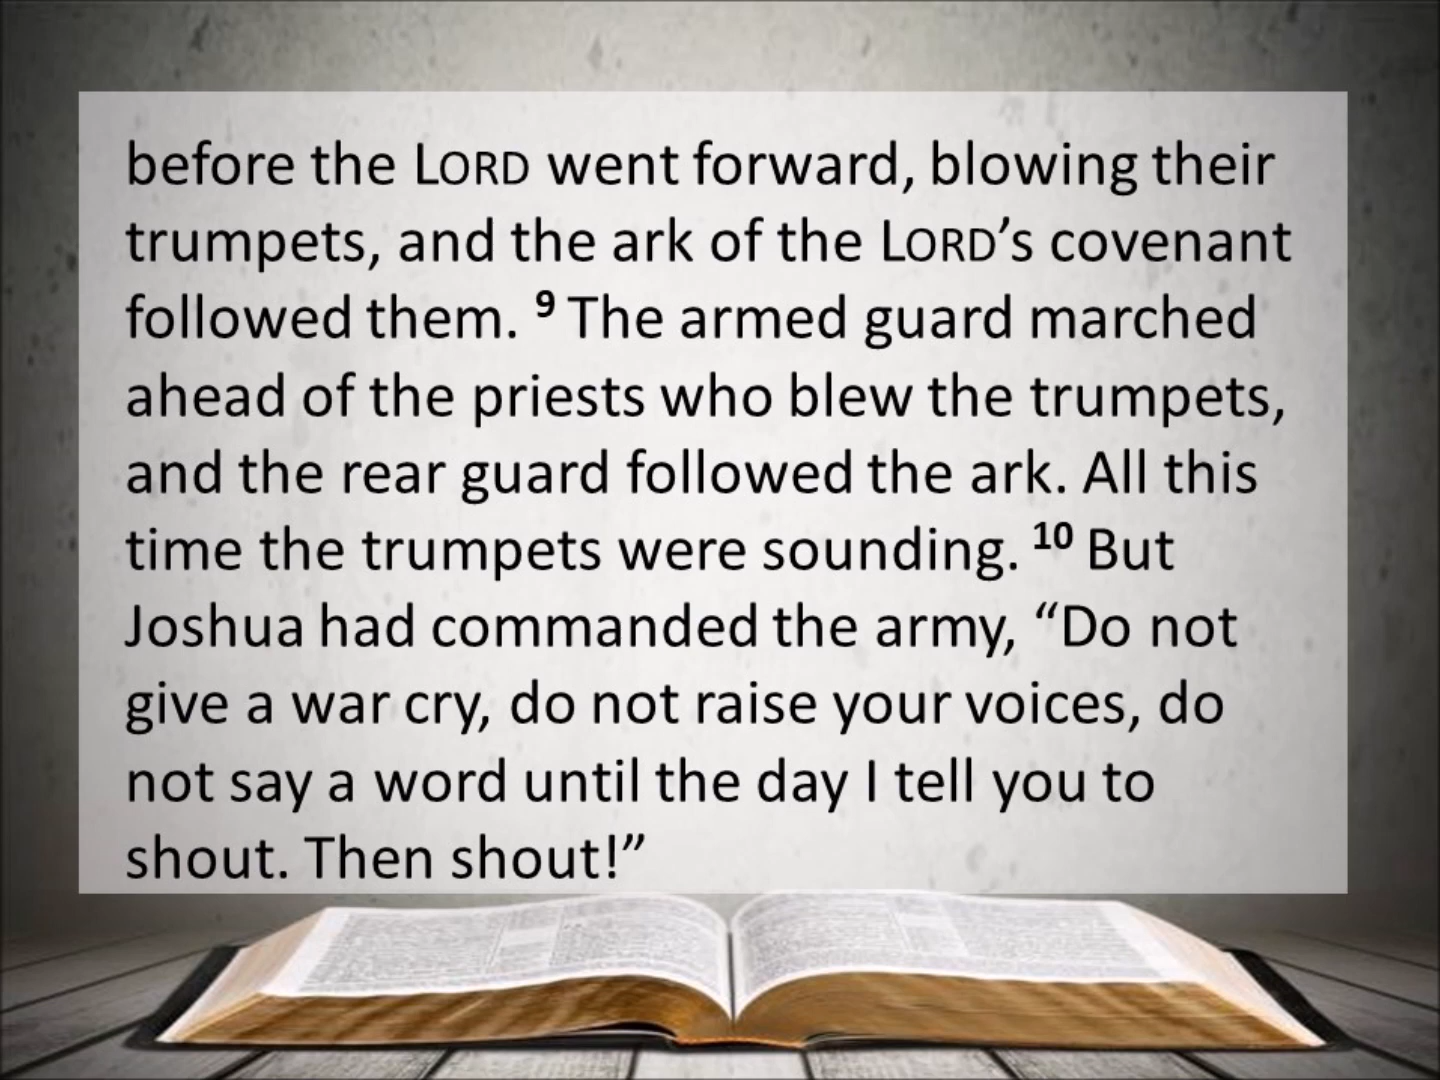 before the LORD went forward, blowing their
trumpets, and the ark of the LORD’s covenant
followed them. 9 The armed guard marched
ahead of the priests who blew the trumpets,
and the rear guard followed the ark. All this
time the trumpets were sounding. 10 But
Joshua had commanded the army, “Do not
give a war cry, do not raise your voices, do
not say a word until the day I tell you to
shout. Then shout!”